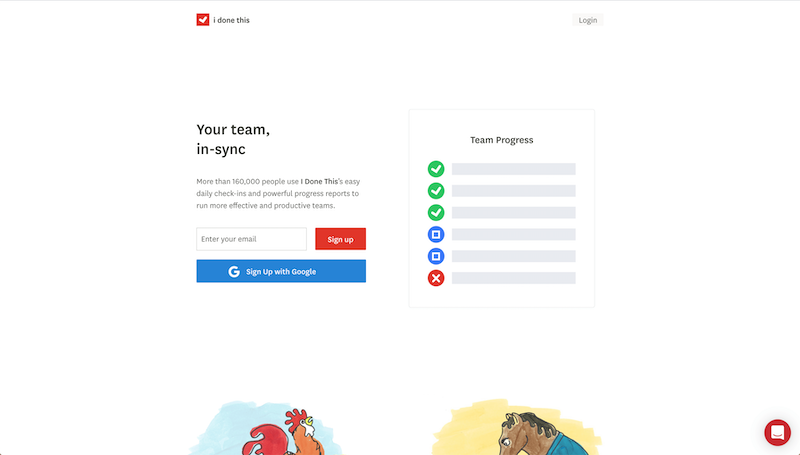 i done this
Login
Your team,
in-sync
More than 160,000 people use I Done This's easy
daily check-ins and powerful progress reports to
run more effective and productive teams.
Enter your email
Sign up
Sign Up with Google
Team Progress